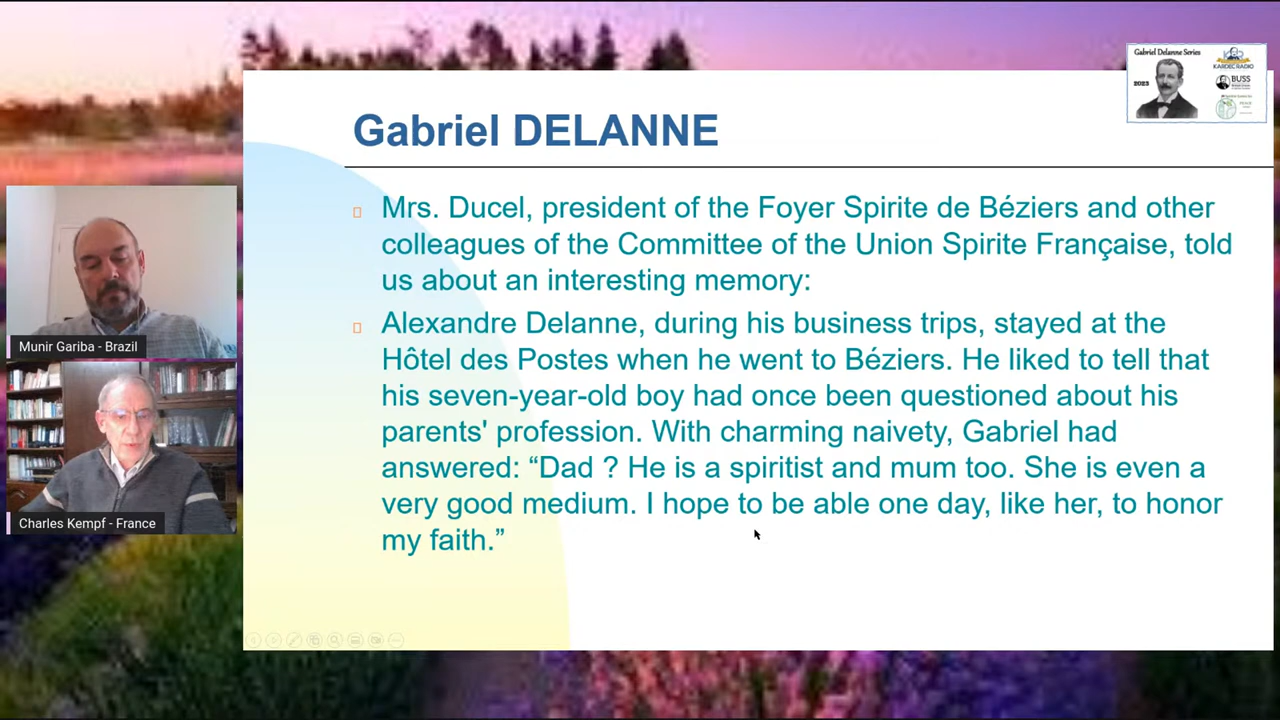 Gabriel Delanne Series
2023
KARDEC RADIO
BUSS
Gabriel DELANNE
Mrs. Ducel, president of the Foyer Spirite de Béziers and other
colleagues of the Committee of the Union Spirite Française, told
us about an interesting memory:
Alexandre Delanne, during his business trips, stayed at the
Hôtel des Postes when he went to Béziers. He liked to tell that
his seven-year-old boy had once been questioned about his
parents' profession. With charming naivety, Gabriel had
answered: “Dad ? He is a spiritist and mum too. She is even a
very good medium. I hope to be able one day, like her, to honor
my faith.”
Munir Gariba - Brazil
Charles Kempf - France